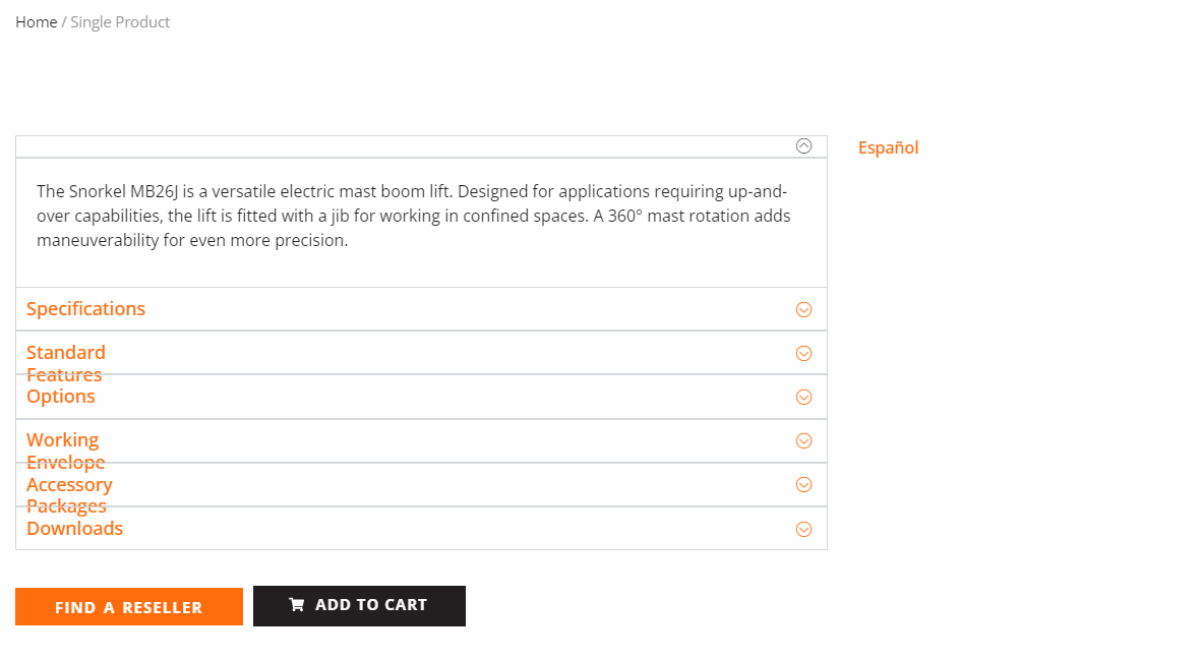 Home / Single Product
Español
The Snorkel MB26J is a versatile electric mast boom lift. Designed for applications requiring up-and-
over capabilities, the lift is fitted with a jib for working in confined spaces. A 360° mast rotation adds
maneuverability for even more precision.
Specifications
Standard
Features
Options
Working
Envelope
Accessory
Packages
Downloads
FIND A RESELLER
ADD TO CART